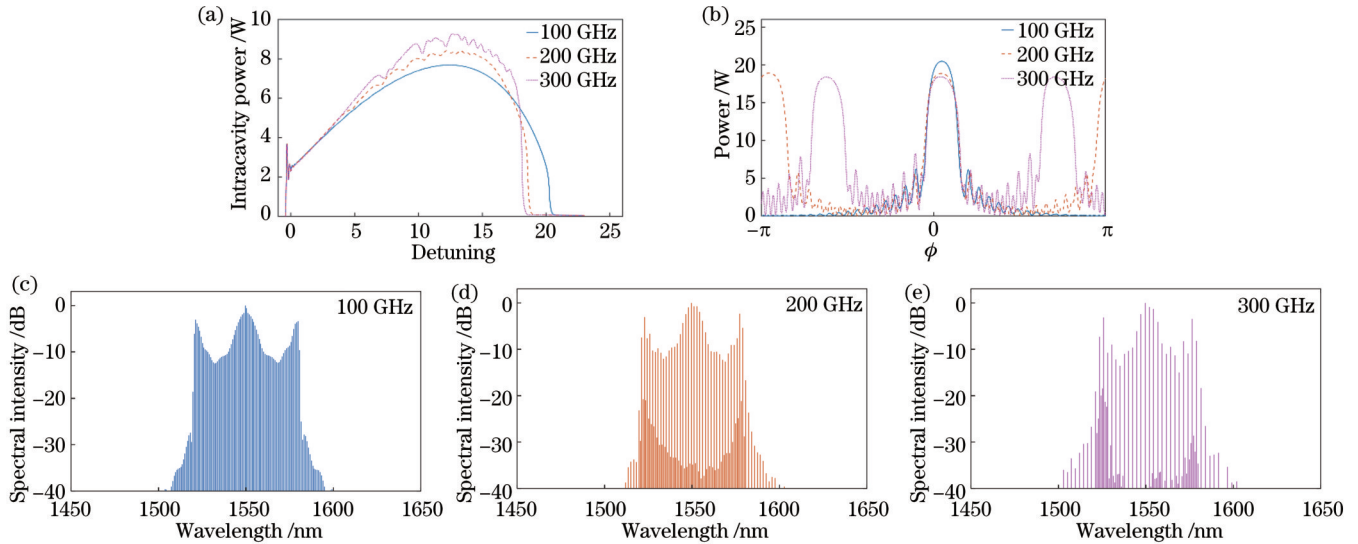 (a)
Intracavity power /W
10
8
6
4
2
0
0
5
10
15
20
25
Detuning
100 GHz
200 GHz
300 GHz
(b)
Power /W
25
20
15
10
5
0
−π
0
π
ϕ
100 GHz
200 GHz
300 GHz
(c)
Spectral intensity /dB
0
−10
−20
−30
−40
1450
1500
1550
1600
1650
Wavelength /nm
100 GHz
(d)
Spectral intensity /dB
0
−10
−20
−30
−40
1450
1500
1550
1600
1650
Wavelength /nm
200 GHz
(e)
Spectral intensity /dB
0
−10
−20
−30
−40
1450
1500
1550
1600
1650
Wavelength /nm
300 GHz